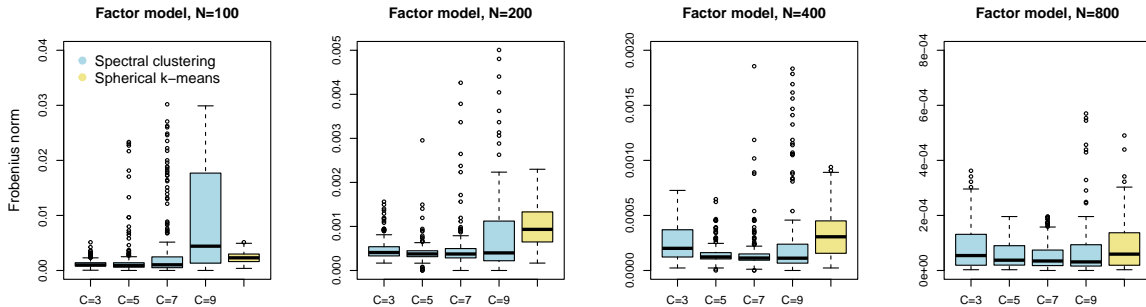 Factor model, N=100
Frobenius norm
0.04
0.03
0.02
0.01
0.00
Spectral clustering
Spherical k−means
C=3 C=5 C=7 C=9
Factor model, N=200
0.005
0.004
0.003
0.002
0.001
0.000
C=3 C=5 C=7 C=9
Factor model, N=400
0.0020
0.0015
0.0010
0.0005
0.0000
C=3 C=5 C=7 C=9
Factor model, N=800
8e−04
6e−04
4e−04
2e−04
0e+00
C=3 C=5 C=7 C=9